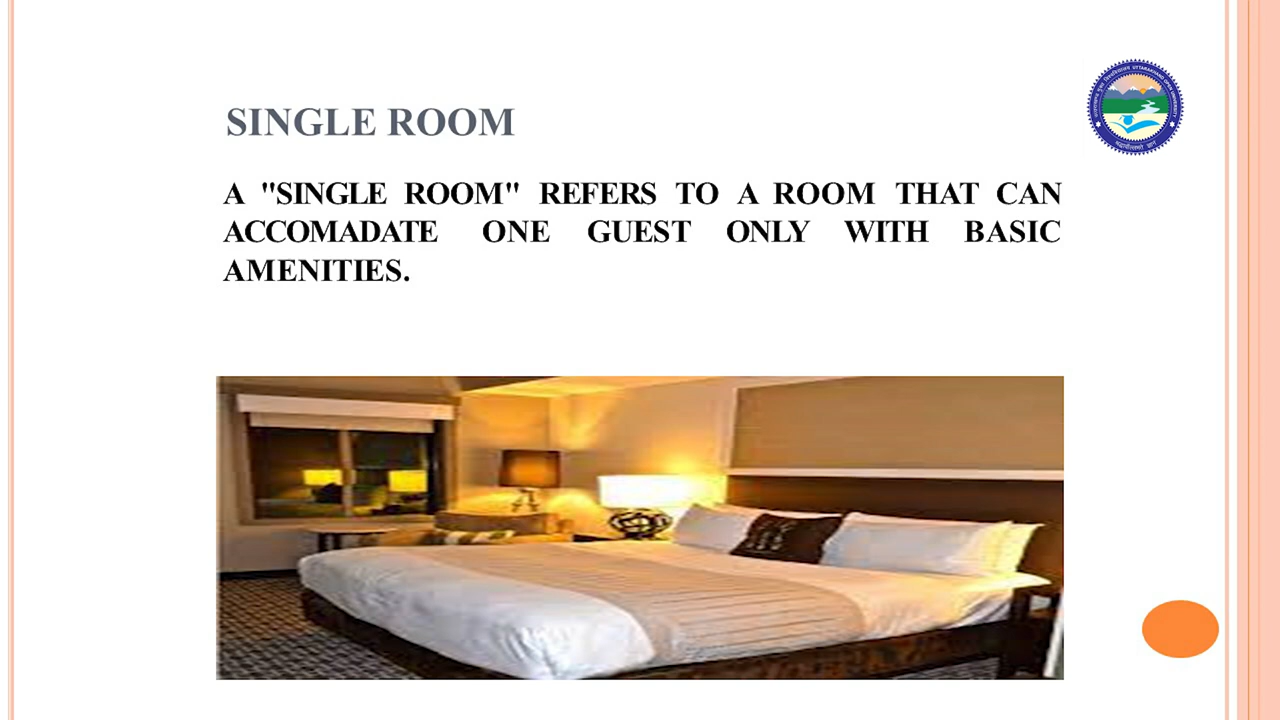 SINGLE ROOM
A "SINGLE ROOM" REFERS TO A ROOM THAT CAN
ACCOMADATE ONE GUEST ONLY WITH BASIC
AMENITIES.